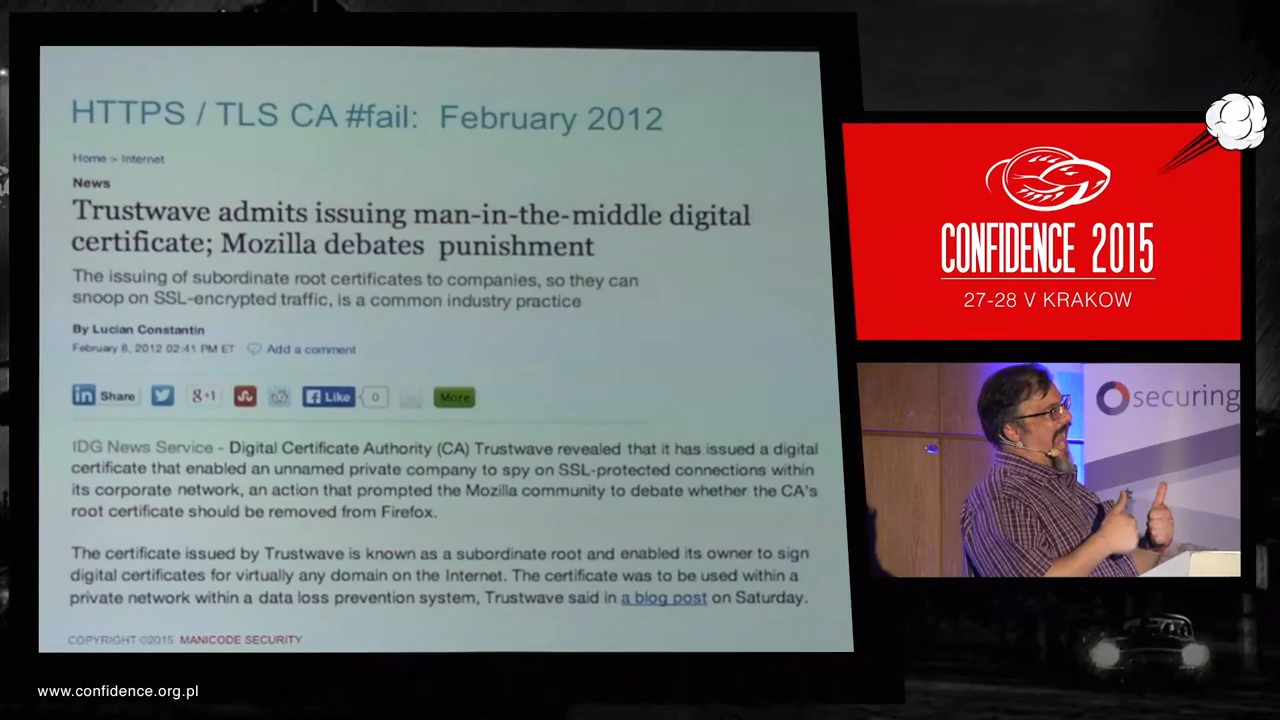 HTTPS / TLS CA #fail: February 2012
Home > Internet
News
Trustwave admits issuing man-in-the-middle digital
certificate; Mozilla debates punishment
The issuing of subordinate root certificates to companies, so they can
snoop on SSL-encrypted traffic, is a common industry practice
By Lucian Constantin
February 8, 2012 02:41 PM ET Add a comment
in Share g+1 Like 0 More
IDG News Service - Digital Certificate Authority (CA) Trustwave revealed that it has issued a digital
certificate that enabled an unnamed private company to spy on SSL-protected connections within
its corporate network, an action that prompted the Mozilla community to debate whether the CA's
root certificate should be removed from Firefox.
The certificate issued by Trustwave is known as a subordinate root and enabled its owner to sign
digital certificates for virtually any domain on the Internet. The certificate was to be used within a
private network within a data loss prevention system, Trustwave said in a blog post on Saturday.
COPYRIGHT ©2015 MANICODE SECURITY
CONFIDENCE 2015
27-28 V KRAKOW
securing
www.confidence.org.pl